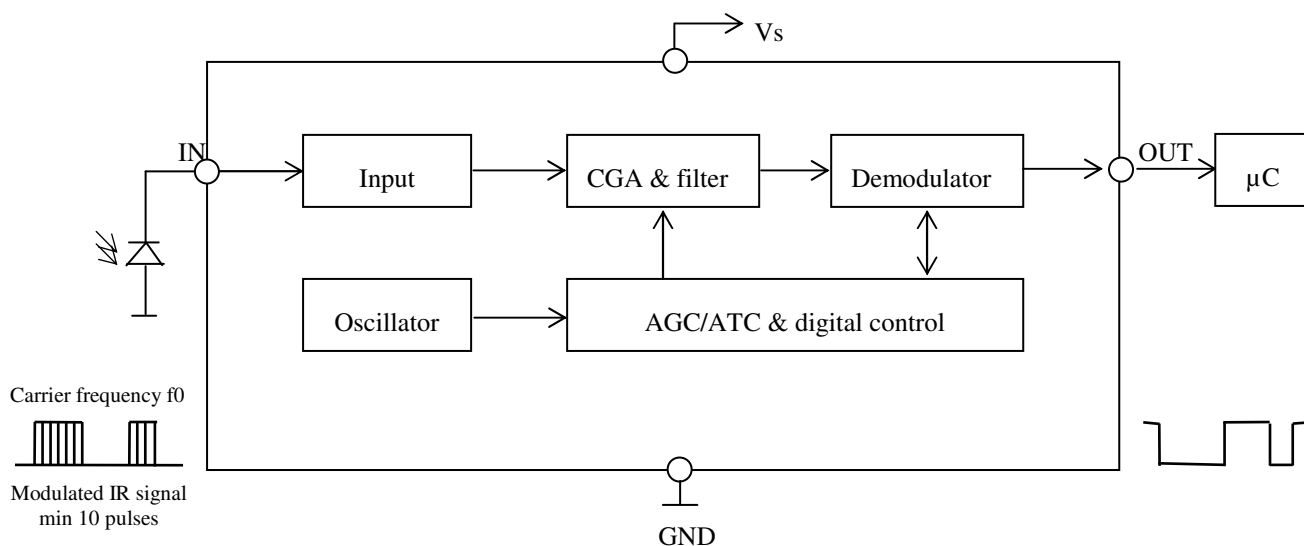 Vs
IN
OUT
Input
CGA & filter
Demodulator
µC
Oscillator
AGC/ATC & digital control
Carrier frequency f0
Modulated IR signal
min 10 pulses
GND